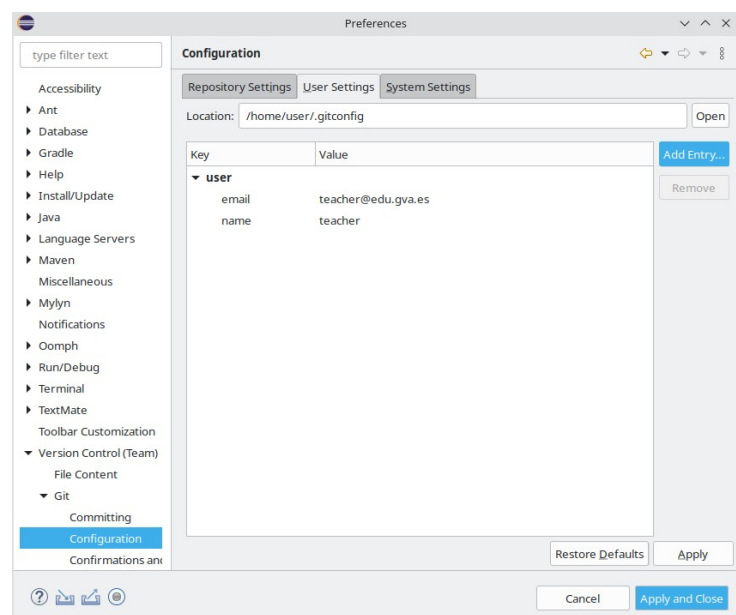 Preferences
type filter text
Configuration
Accessibility
Ant
Database
Gradle
Help
Install/Update
Java
Language Servers
Maven
Miscellaneous
Mylyn
Notifications
Oomph
Run/Debug
Terminal
TextMate
Toolbar Customization
Version Control (Team)
File Content
Git
Committing
Configuration
Confirmations and
Repository Settings User Settings System Settings
Location: /home/user/.gitconfig Open
Key Value Add Entry...
user Remove
email teacher@edu.gva.es
name teacher
Restore Defaults Apply
Cancel Apply and Close